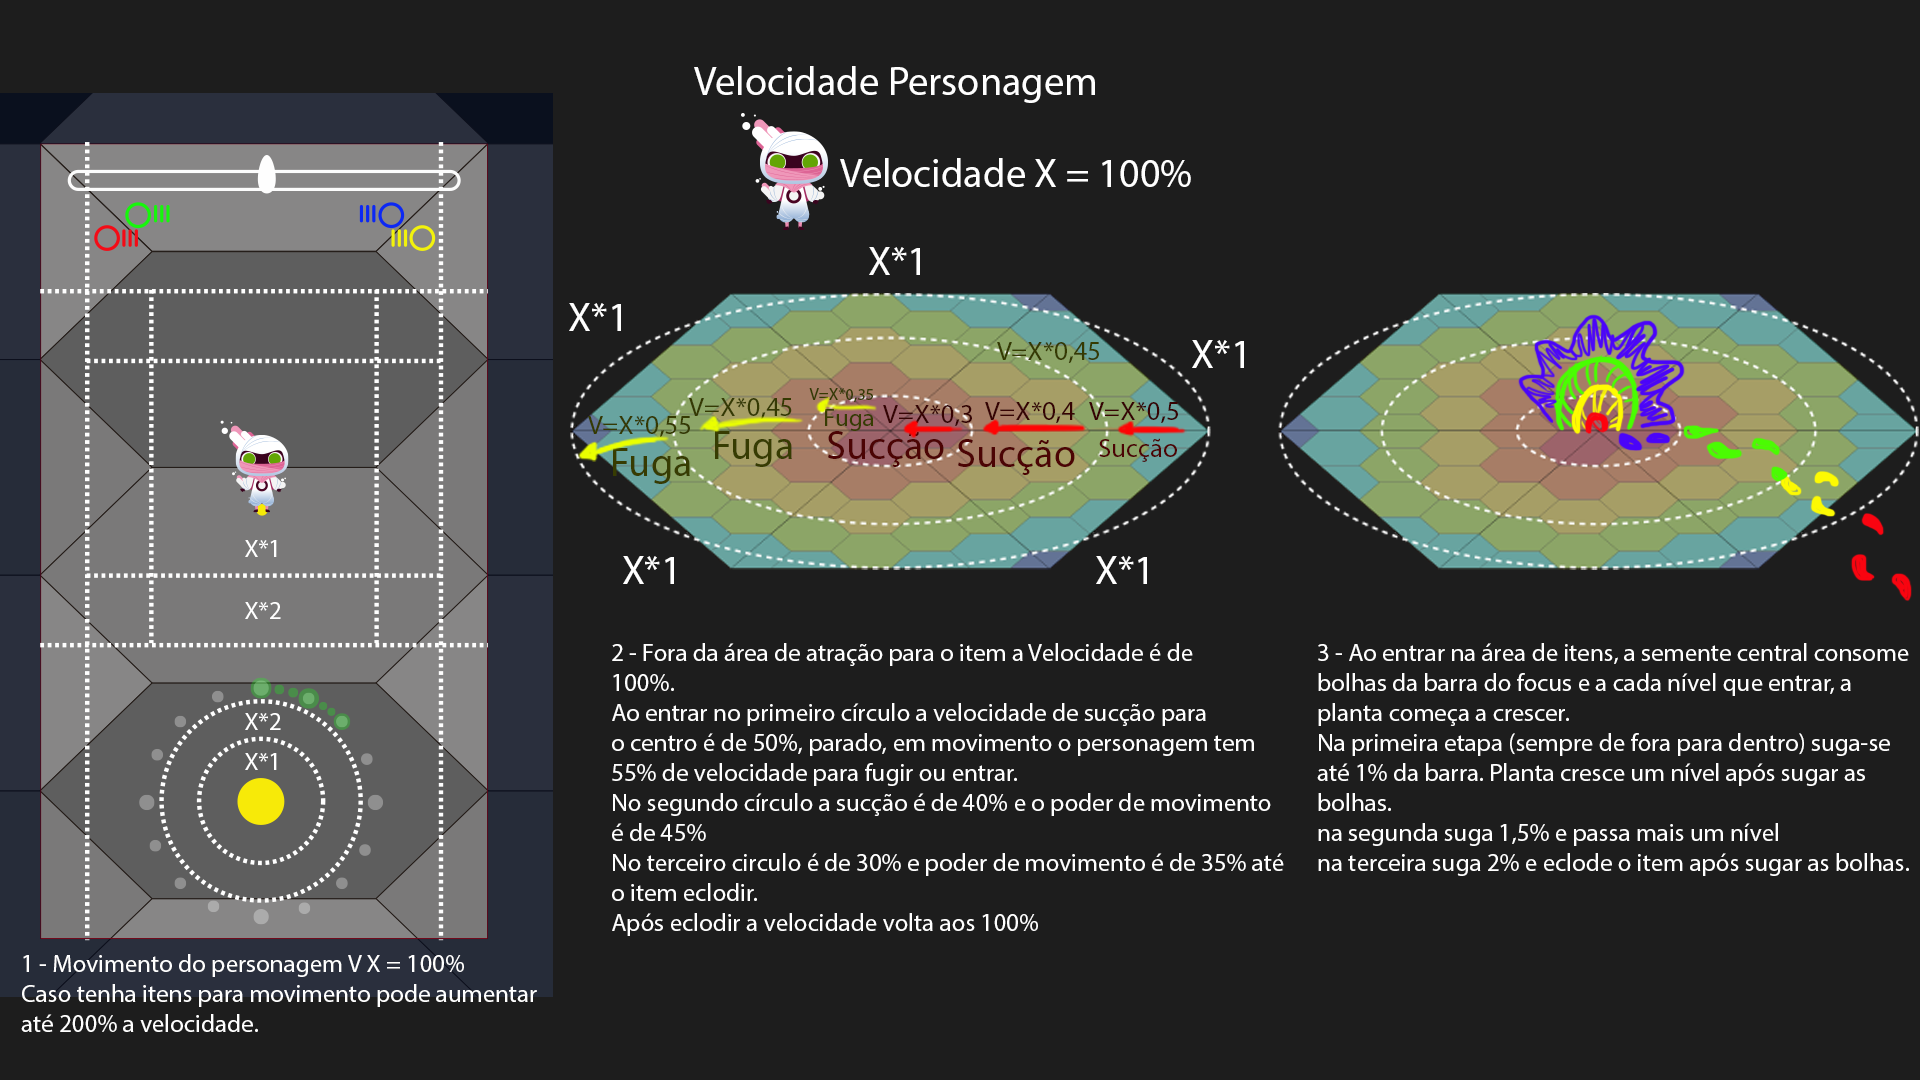 Velocidade Personagem
Velocidade X = 100%
X*1
X*2
X*2
X*1
1 - Movimento do personagem V X = 100%
Caso tenha itens para movimento pode aumentar
até 200% a velocidade.
X*1
X*1
X*1
V=X*0,45
V=X*0,35
Fuga
V=X*0,45
Fuga
V=X*0,55
Fuga
V=X*0,3
Sucção
V=X*0,4
Sucção
V=X*0,5
Sucção
X*1
X*1
2 - Fora da área de atração para o item a Velocidade é de
100%.
Ao entrar no primeiro círculo a velocidade de sucção para
o centro é de 50%, parado, em movimento o personagem tem
55% de velocidade para fugir ou entrar.
No segundo círculo a sucção é de 40% e o poder de movimento
é de 45%
No terceiro circulo é de 30% e poder de movimento é de 35% até
o item eclodir.
Após eclodir a velocidade volta aos 100%
3 - Ao entrar na área de itens, a semente central consome
bolhas da barra do focus e a cada nível que entrar, a
planta começa a crescer.
Na primeira etapa (sempre de fora para dentro) suga-se
até 1% da barra. Planta cresce um nível após sugar as
bolhas.
na segunda suga 1,5% e passa mais um nível
na terceira suga 2% e eclode o item após sugar as bolhas.